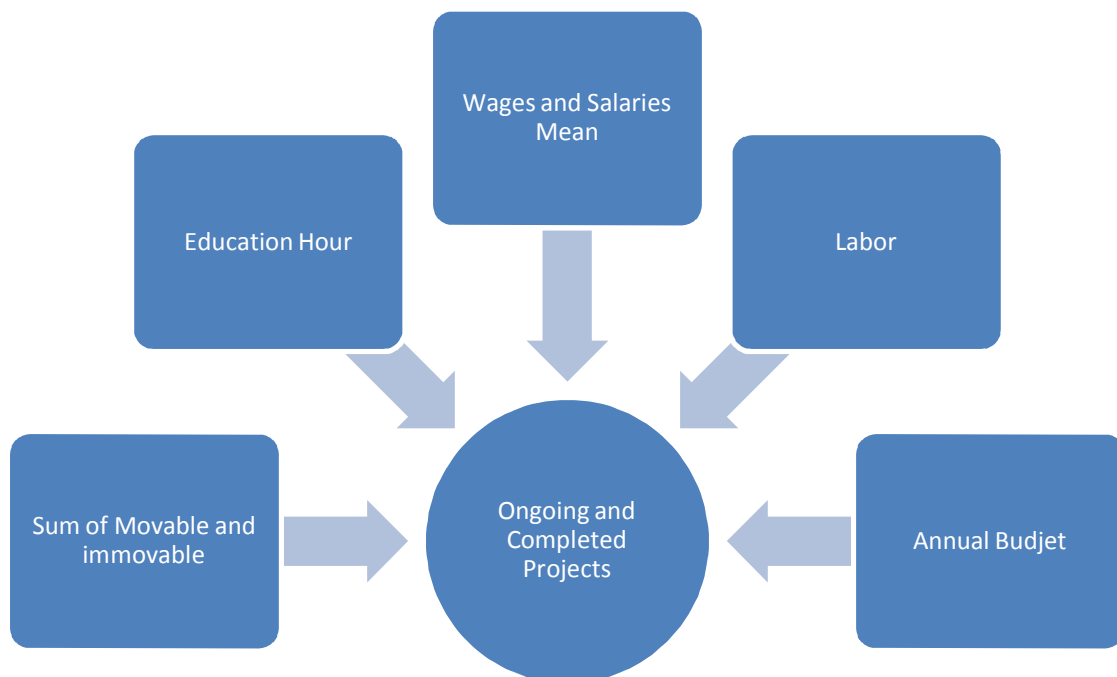 Wages and Salaries
Mean
Education Hour
Labor
Sum of Movable and
immovable
Ongoing and
Completed
Projects
Annual Budjet